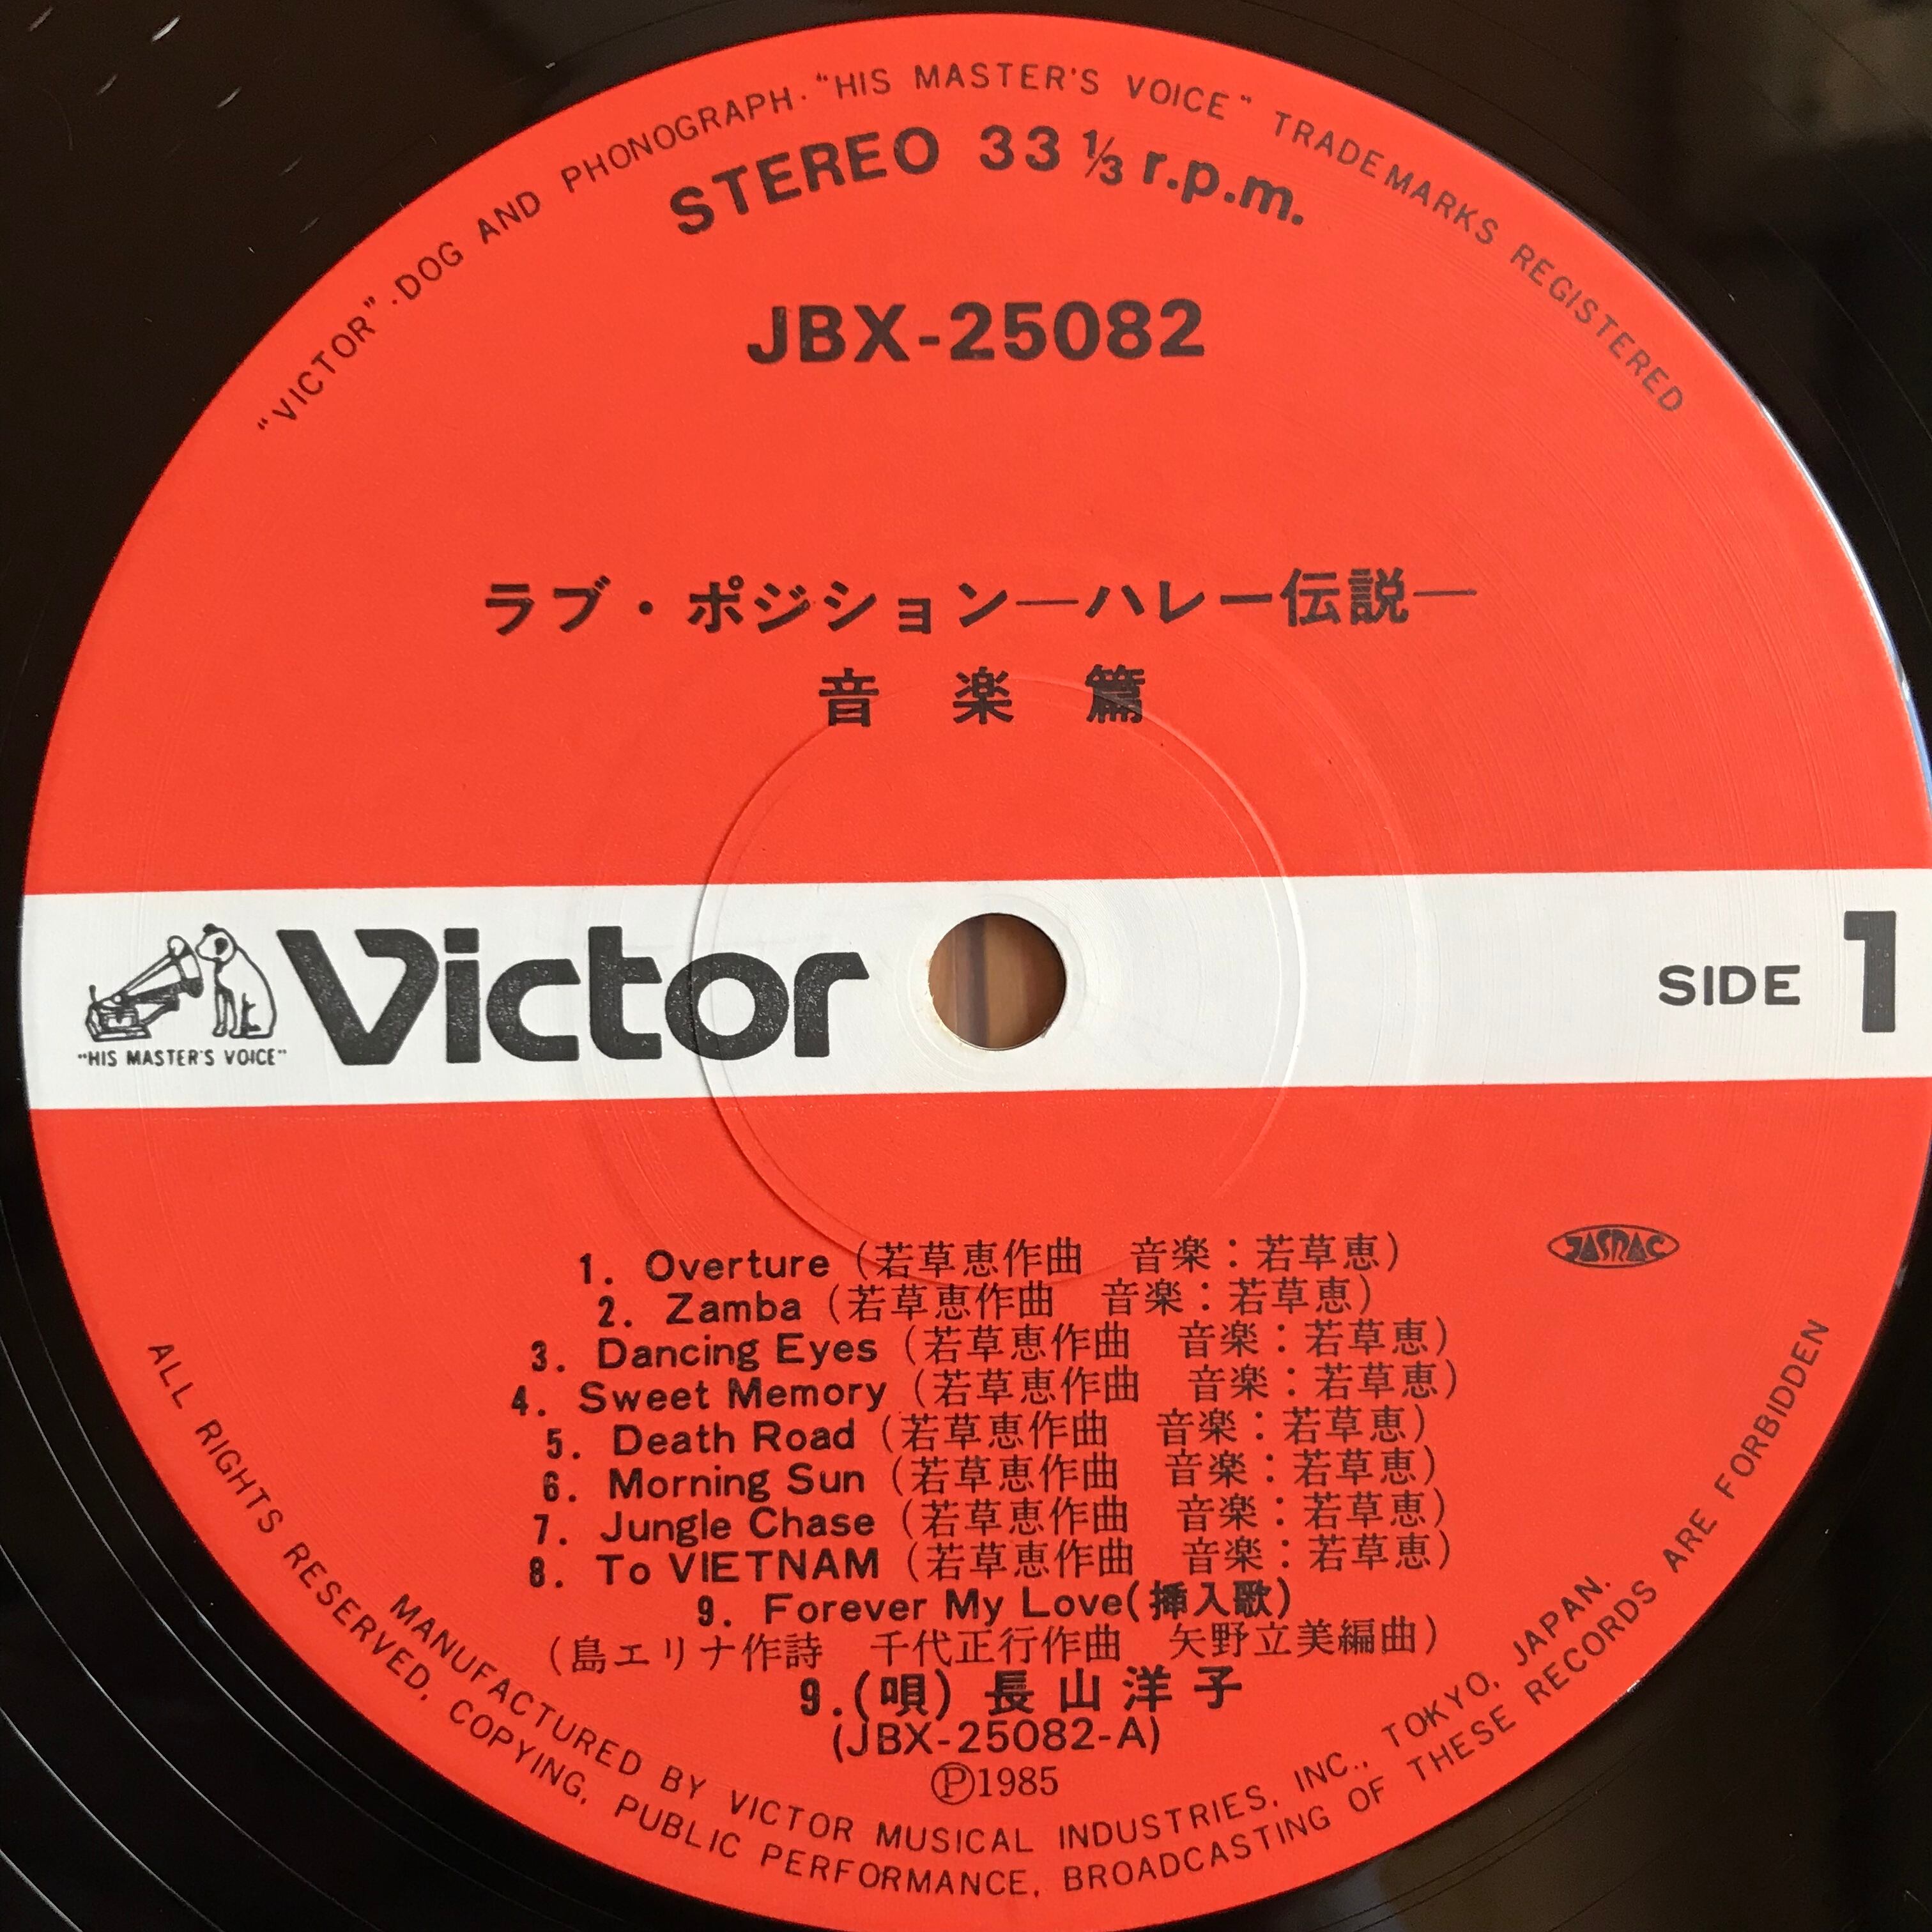 "VICTOR"・DOG AND PHONOGRAPH・"HIS MASTER'S VOICE" TRADEMARKS REGISTERED
STEREO 33 1/3 r.p.m.
JBX-25082
ラブ・ポジション—ハレー伝説—
音楽篇
"HIS MASTER'S VOICE"
Victor
SIDE 1
JASRAC
1. Overture (若草恵作曲 音楽：若草恵)
2. Zamba (若草恵作曲 音楽：若草恵)
3. Dancing Eyes (若草恵作曲 音楽：若草恵)
4. Sweet Memory (若草恵作曲 音楽：若草恵)
5. Death Road (若草恵作曲 音楽：若草恵)
6. Morning Sun (若草恵作曲 音楽：若草恵)
7. Jungle Chase (若草恵作曲 音楽：若草恵)
8. To VIETNAM (若草恵作曲 音楽：若草恵)
9. Forever My Love(挿入歌)
(島エリナ作詩 千代正行作曲 矢野立美編曲)
9.(唄) 長山洋子
(JBX-25082-A)
Ⓟ1985
MANUFACTURED BY VICTOR MUSICAL INDUSTRIES, INC., TOKYO, JAPAN.
ALL RIGHTS RESERVED, COPYING, PUBLIC PERFORMANCE, BROADCASTING OF THESE RECORDS ARE FORBIDDEN